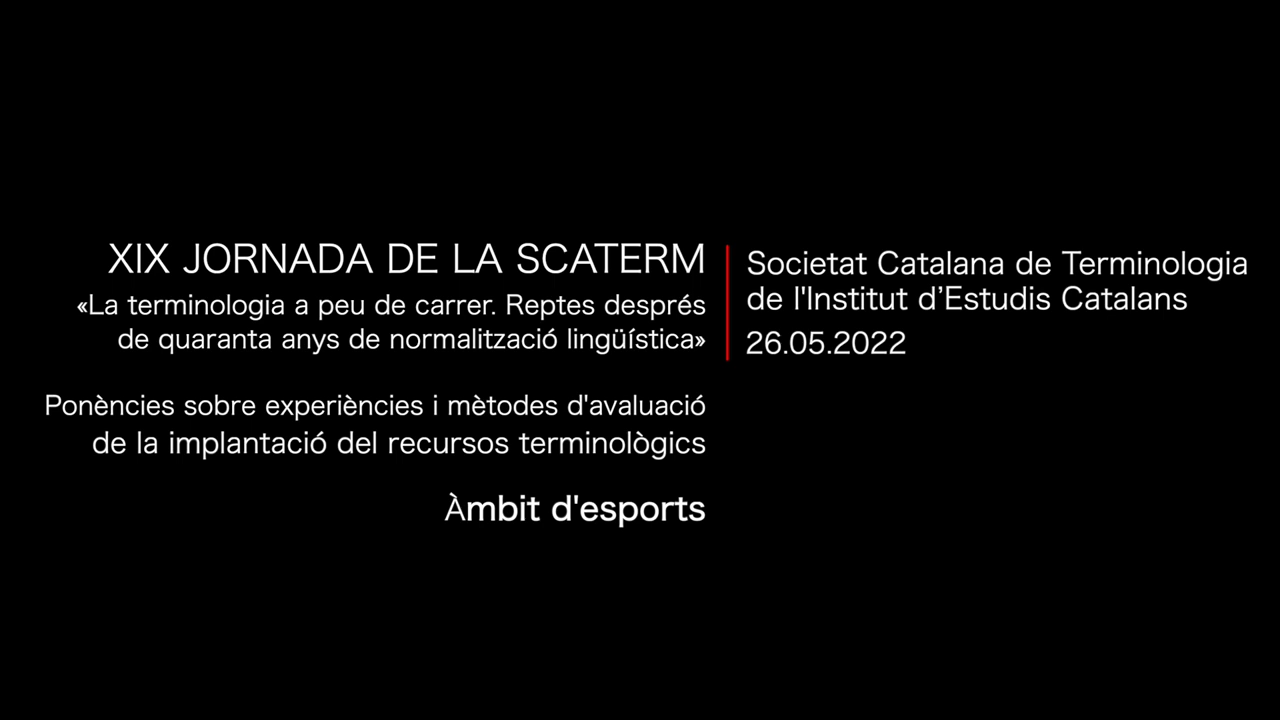 XIX JORNADA DE LA SCATERM
«La terminologia a peu de carrer. Reptes després
de quaranta anys de normalització lingüística»
Ponències sobre experiències i mètodes d'avaluació
de la implantació del recursos terminològics
Àmbit d'esports
Societat Catalana de Terminologia
de l'Institut d’Estudis Catalans
26.05.2022